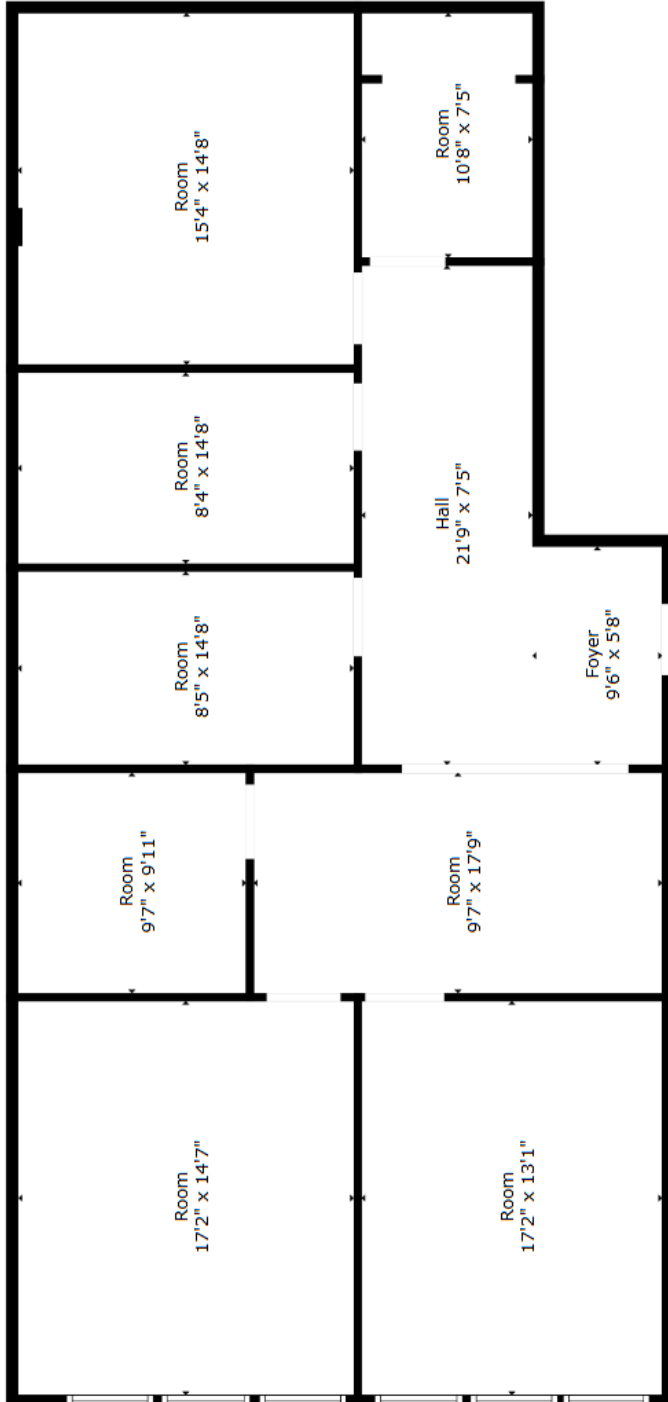 Room
15'4" x 14'8"
Room
10'8" x 7'5"
Room
8'4" x 14'8"
Hall
21'9" x 7'5"
Room
8'5" x 14'8"
Foyer
9'6" x 5'8"
Room
9'7" x 9'11"
Room
9'7" x 17'9"
Room
17'2" x 14'7"
Room
17'2" x 13'1"